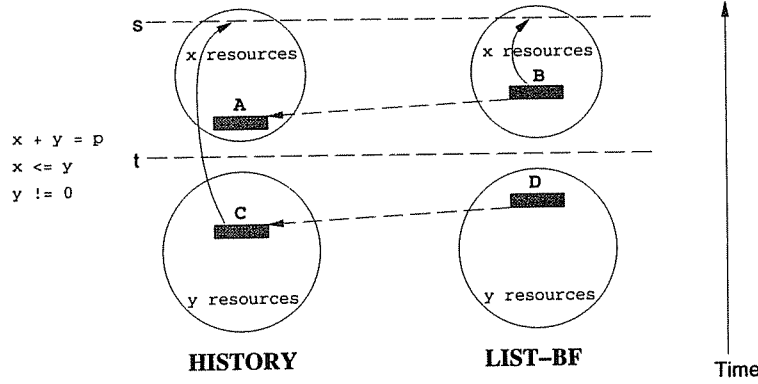 s
x resources
x resources
B
A
x + y = p
x <= y
y != 0
t
D
C
y resources
y resources
HISTORY
LIST-BF
Time